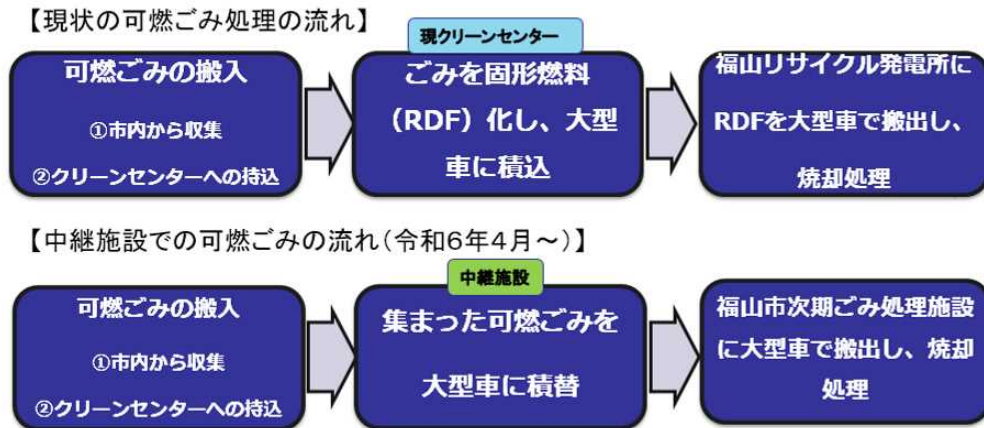 【現状の可燃ごみ処理の流れ】
現クリーンセンター
可燃ごみの搬入
①市内から収集
②クリーンセンターへの持込
ごみを固形燃料
（RDF）化し、大型
車に積込
福山リサイクル発電所に
RDFを大型車で搬出し、
焼却処理
【中継施設での可燃ごみの流れ（令和6年4月～）】
中継施設
可燃ごみの搬入
①市内から収集
②クリーンセンターへの持込
集まった可燃ごみを
大型車に積替
福山市次期ごみ処理施設
に大型車で搬出し、焼却
処理